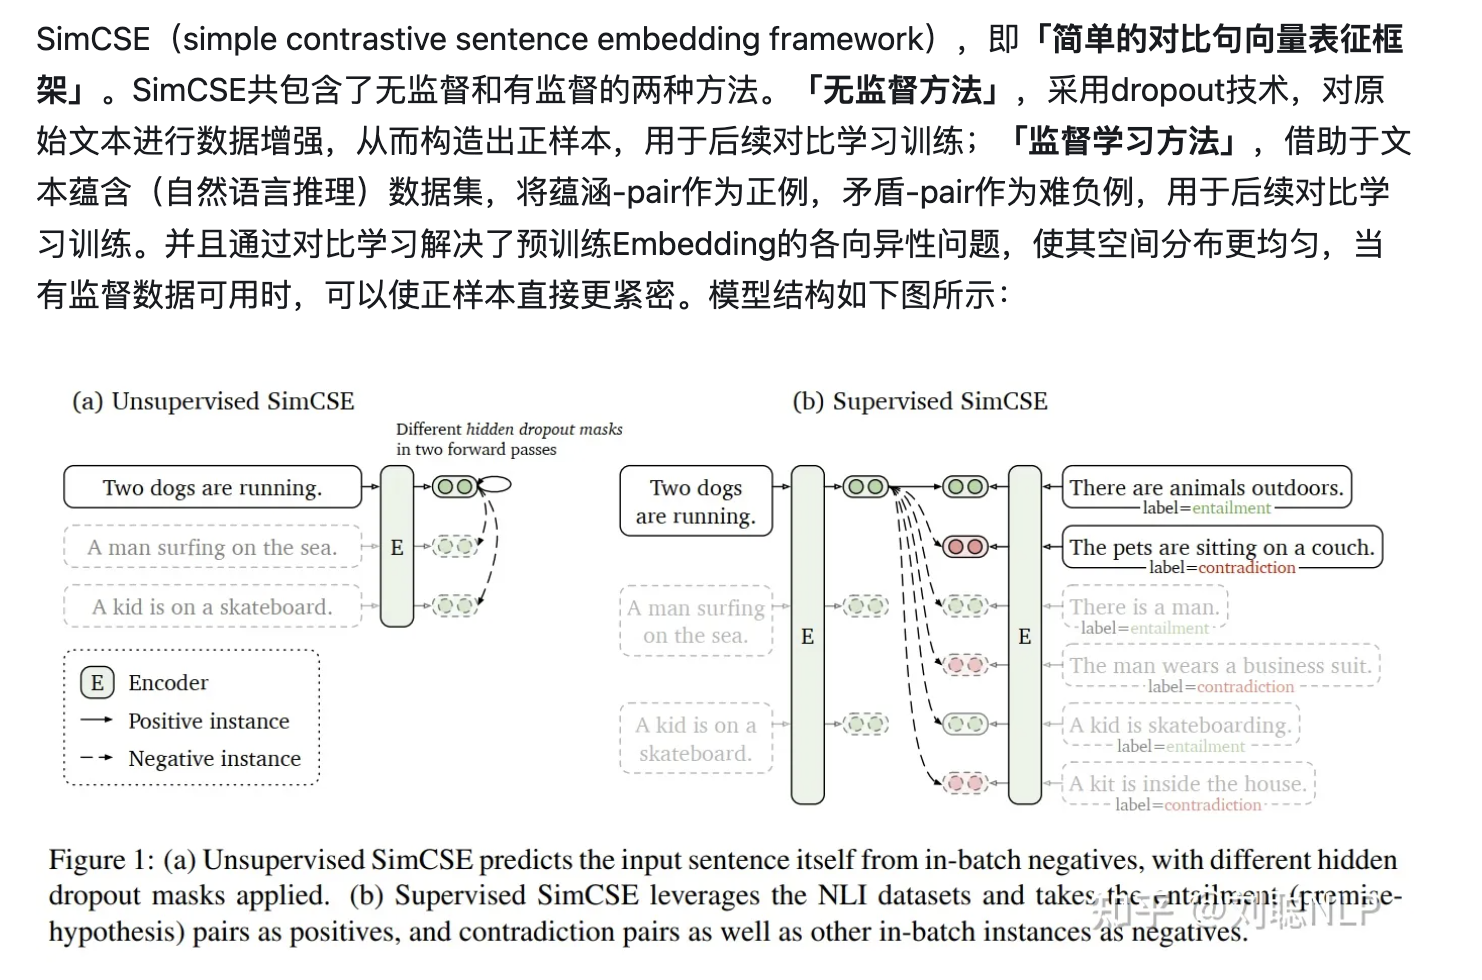 SimCSE（simple contrastive sentence embedding framework），即「简单的对比句向量表征框
架」。SimCSE共包含了无监督和有监督的两种方法。「无监督方法」，采用dropout技术，对原
始文本进行数据增强，从而构造出正样本，用于后续对比学习训练；「监督学习方法」，借助于文
本蕴含（自然语言推理）数据集，将蕴涵-pair作为正例，矛盾-pair作为难负例，用于后续对比学
习训练。并且通过对比学习解决了预训练Embedding的各向异性问题，使其空间分布更均匀，当
有监督数据可用时，可以使正样本直接更紧密。模型结构如下图所示：
(a) Unsupervised SimCSE
Different hidden dropout masks
in two forward passes
Two dogs are running.
A man surfing on the sea.
A kid is on a skateboard.
E
E Encoder
Positive instance
Negative instance
(b) Supervised SimCSE
Two dogs
are running.
A man surfing
on the sea.
A kid is on a
skateboard.
E
E
There are animals outdoors.
label=entailment
The pets are sitting on a couch.
label=contradiction
There is a man.
label=entailment
The man wears a business suit.
label=contradiction
A kid is skateboarding.
label=entailment
A kit is inside the house.
label=contradiction
Figure 1: (a) Unsupervised SimCSE predicts the input sentence itself from in-batch negatives, with different hidden
dropout masks applied. (b) Supervised SimCSE leverages the NLI datasets and takes the entailment (premise-
hypothesis) pairs as positives, and contradiction pairs as well as other in-batch instances as negatives.
知乎 @刘聪NLP